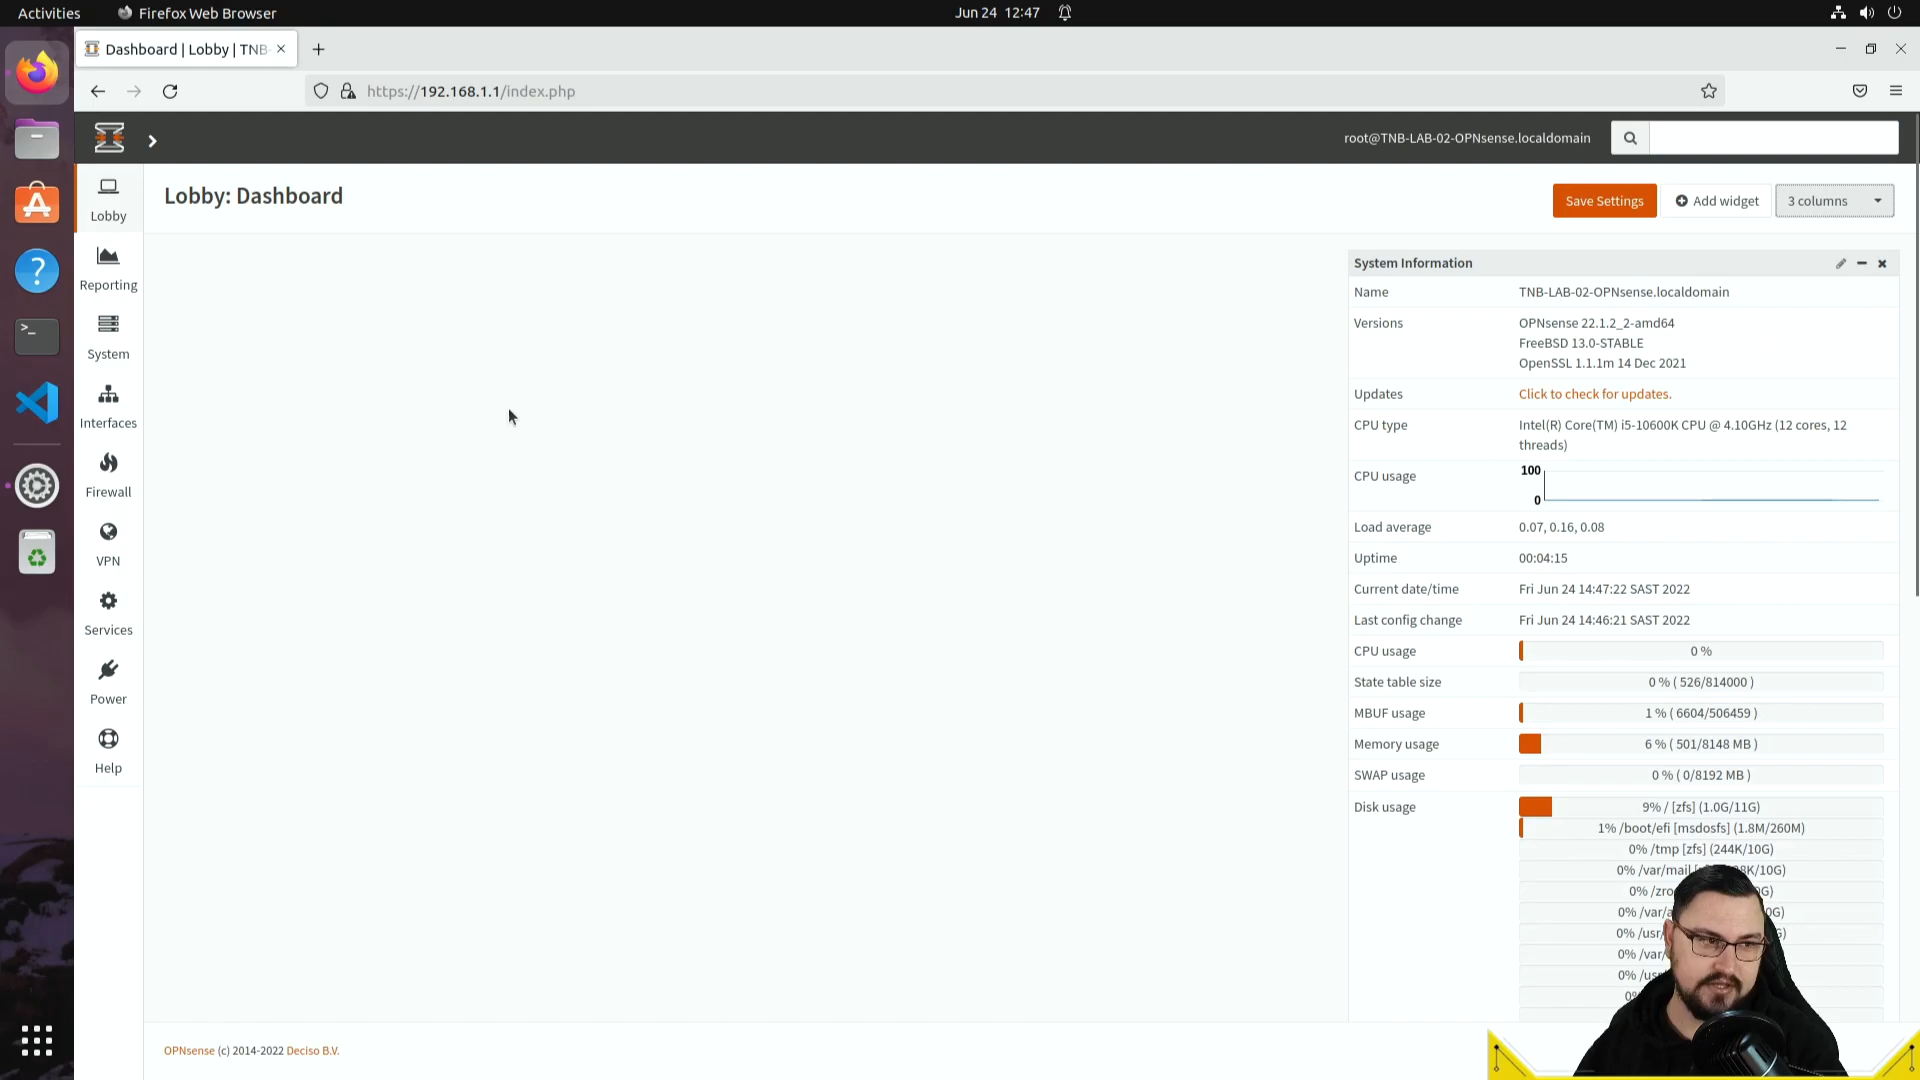 Activities
Firefox Web Browser
Jun 24 12:47
Dashboard | Lobby | TNB
https://192.168.1.1/index.php
root@TNB-LAB-02-OPNsense.localdomain
Lobby
Reporting
System
Interfaces
Firewall
VPN
Services
Power
Help
Lobby: Dashboard
Save Settings
Add widget
3 columns
System Information
Name TNB-LAB-02-OPNsense.localdomain
Versions OPNsense 22.1.2_2-amd64
FreeBSD 13.0-STABLE
OpenSSL 1.1.1m 14 Dec 2021
Updates Click to check for updates.
CPU type Intel(R) Core(TM) i5-10600K CPU @ 4.10GHz (12 cores, 12
threads)
CPU usage 100
0
Load average 0.07, 0.16, 0.08
Uptime 00:04:15
Current date/time Fri Jun 24 14:47:22 SAST 2022
Last config change Fri Jun 24 14:46:21 SAST 2022
CPU usage 0 %
State table size 0 % ( 526/814000 )
MBUF usage 1 % ( 6604/506459 )
Memory usage 6 % ( 501/8148 MB )
SWAP usage 0 % ( 0/8192 MB )
Disk usage 9% / [zfs] (1.0G/11G)
1% /boot/efi [msdosfs] (1.8M/260M)
0% /tmp [zfs] (244K/10G)
0% /var/mail
0%
0%
0%
0%
OPNsense (c) 2014-2022 Deciso B.V.